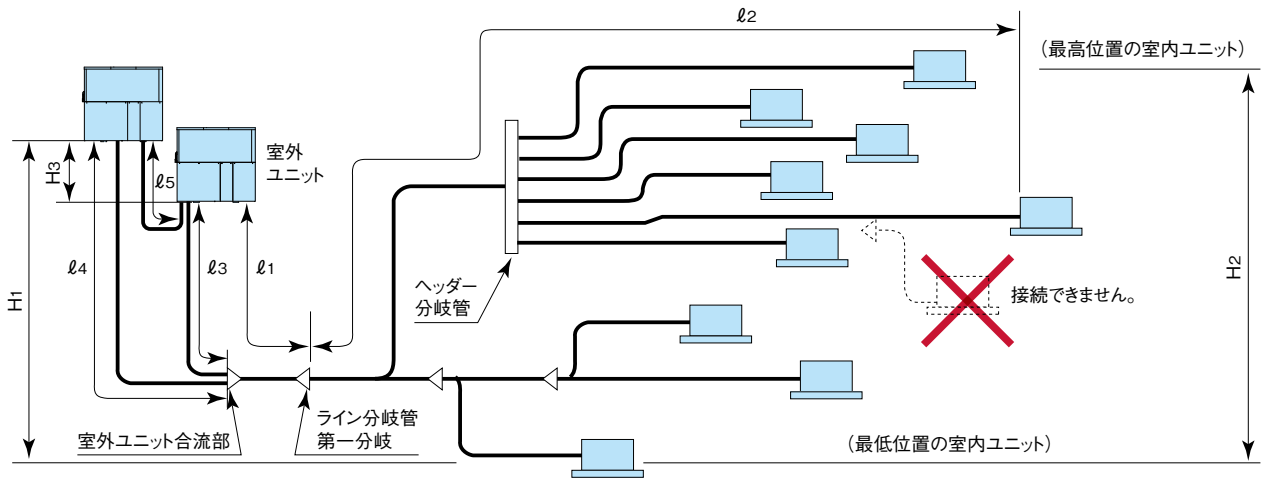 ℓ2
(最高位置の室内ユニット)
室外
ユニット
H3
ℓ5
ℓ4
ℓ3
ℓ1
H1
H2
ヘッダー
分岐管
接続できません。
ライン分岐管
第一分岐
室外ユニット合流部
(最低位置の室内ユニット)